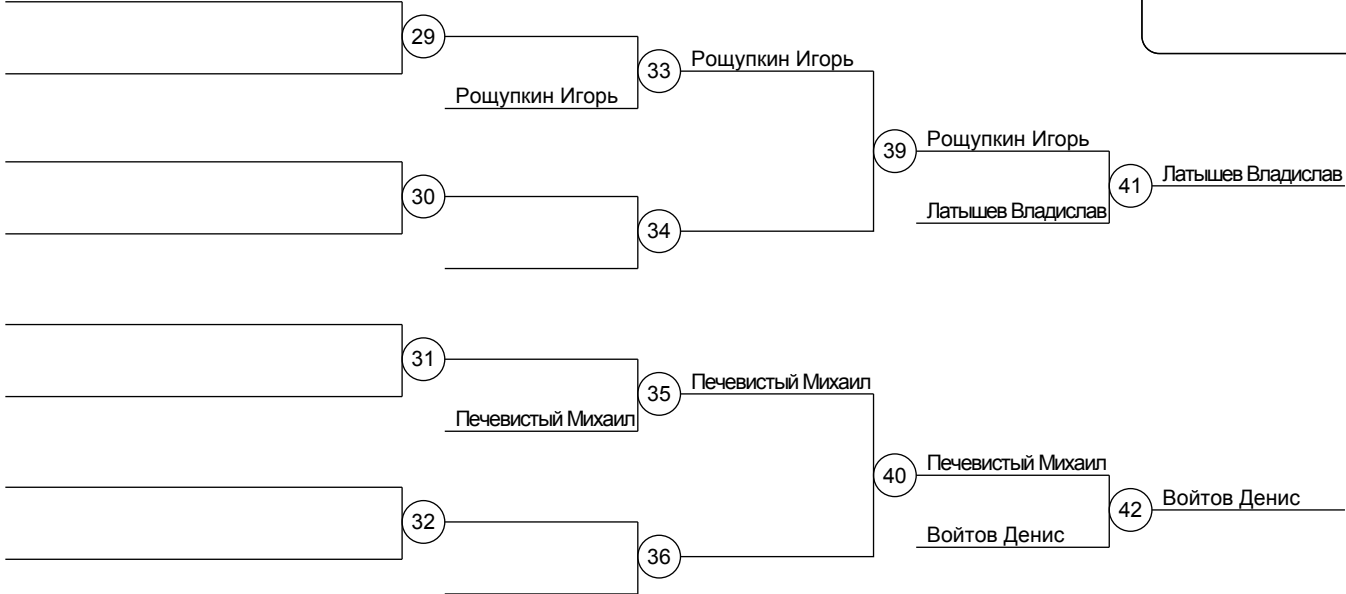 29
33
Рощупкин Игорь
Рощупкин Игорь
39
Рощупкин Игорь
30
41
Латышев Владислав
34
Латышев Владислав
31
35
Печевистый Михаил
Печевистый Михаил
40
Печевистый Михаил
32
42
Войтов Денис
36
Войтов Денис